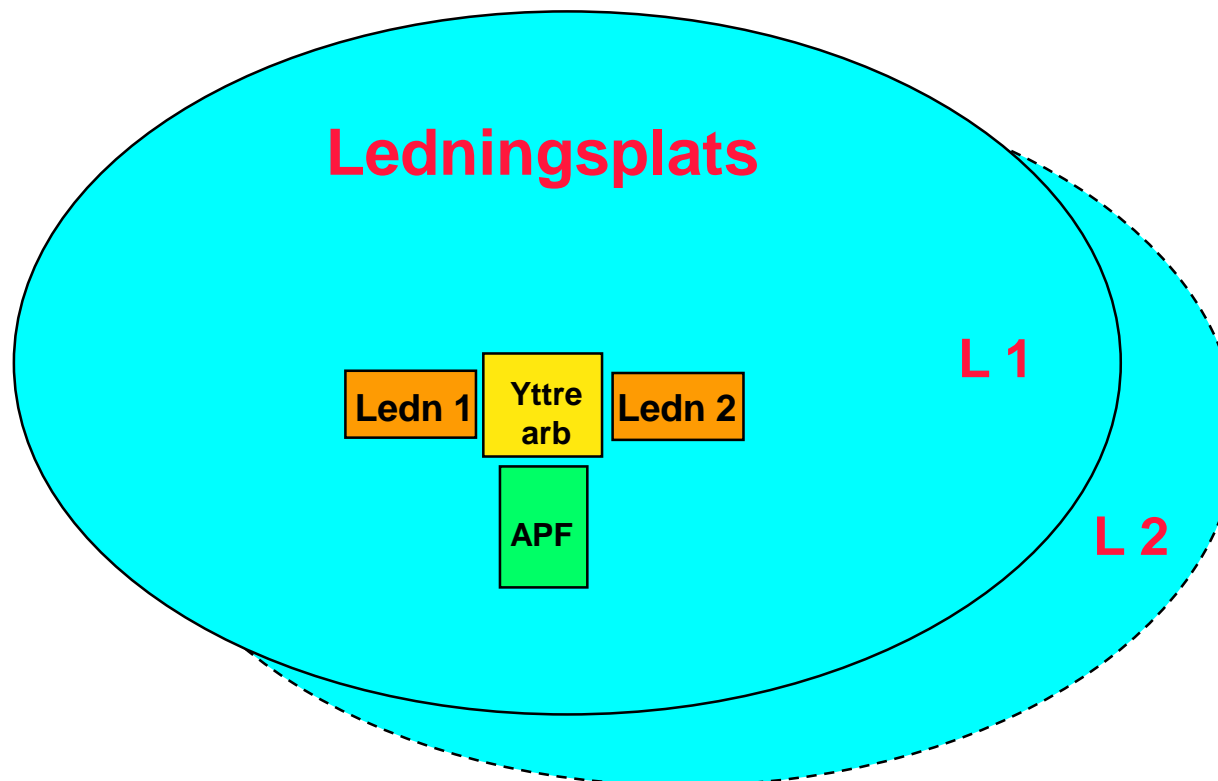 Ledningsplats
L 1
Ledn 1
Yttre
arb
Ledn 2
APF
L 2